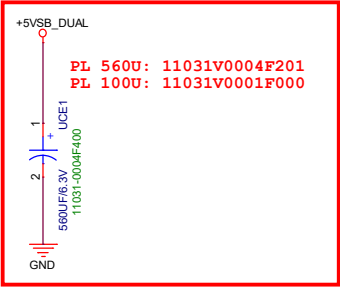 +5VSB_DUAL
PL 560U: 11031V0004F201
PL 100U: 11031V0001F000
1
+
UCE1
2
560UF/6.3V
11031-0004F400
GND